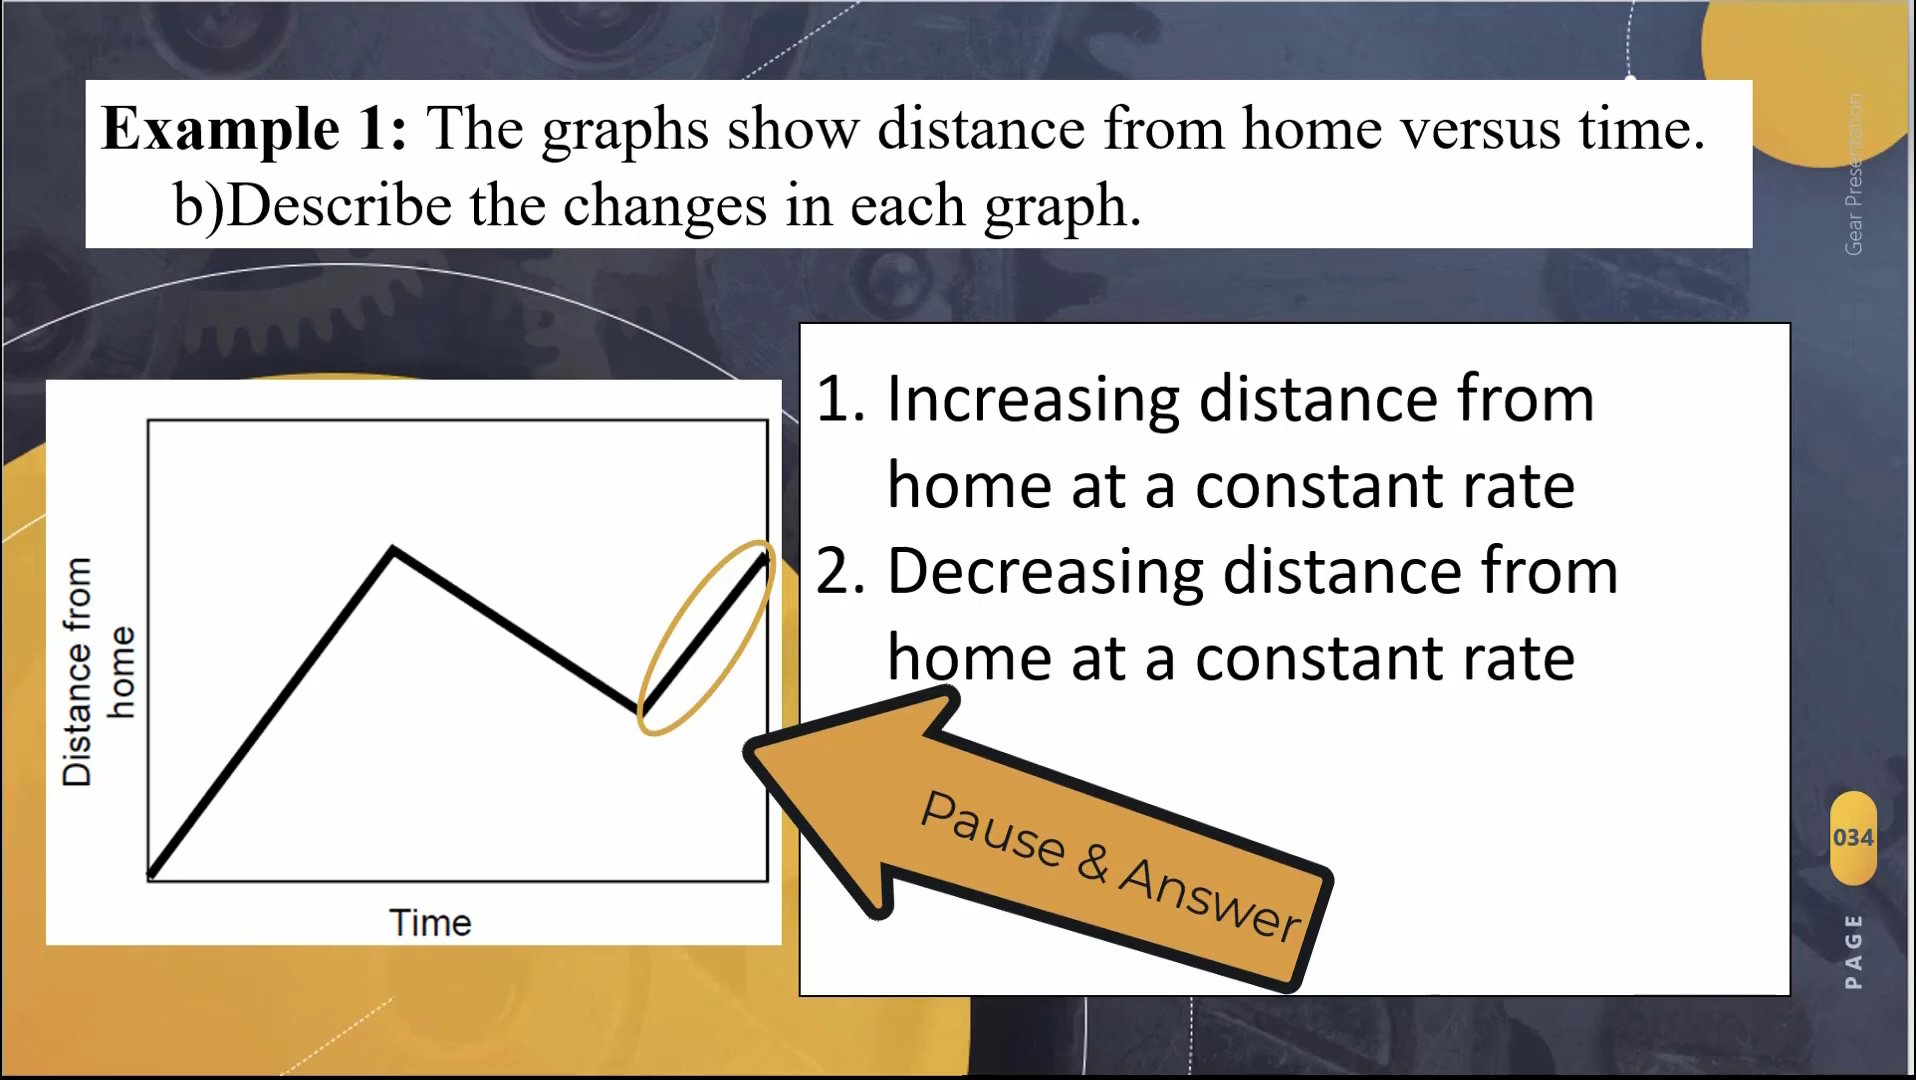 Example 1: The graphs show distance from home versus time.
b)Describe the changes in each graph.
Gear Presentation
1. Increasing distance from
home at a constant rate
2. Decreasing distance from
home at a constant rate
Distance from
home
Time
Pause & Answer
034
PAGE